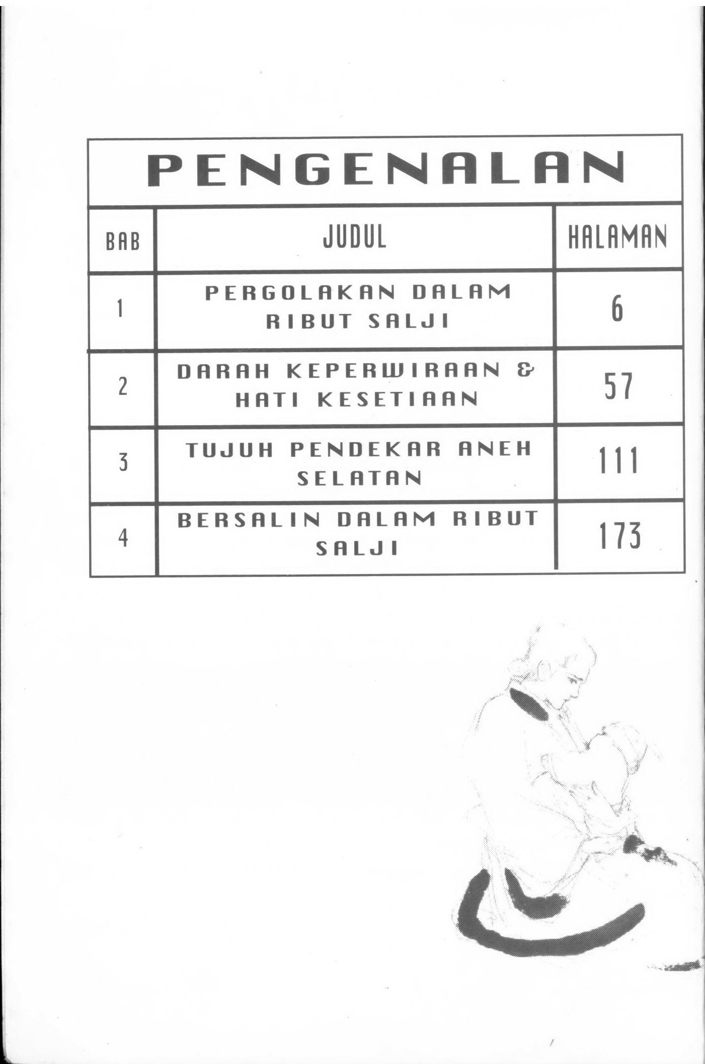 PENGENALAN
BAB JUDUL HALAMAN
1 PERGOLAKAN DALAM
RIBUT SALJI 6
2 DARAH KEPERWIRAAN &
HATI KESETIAAN 57
3 TUJUH PENDEKAR ANEH
SELATAN 111
4 BERSALIN DALAM RIBUT
SALJI 173